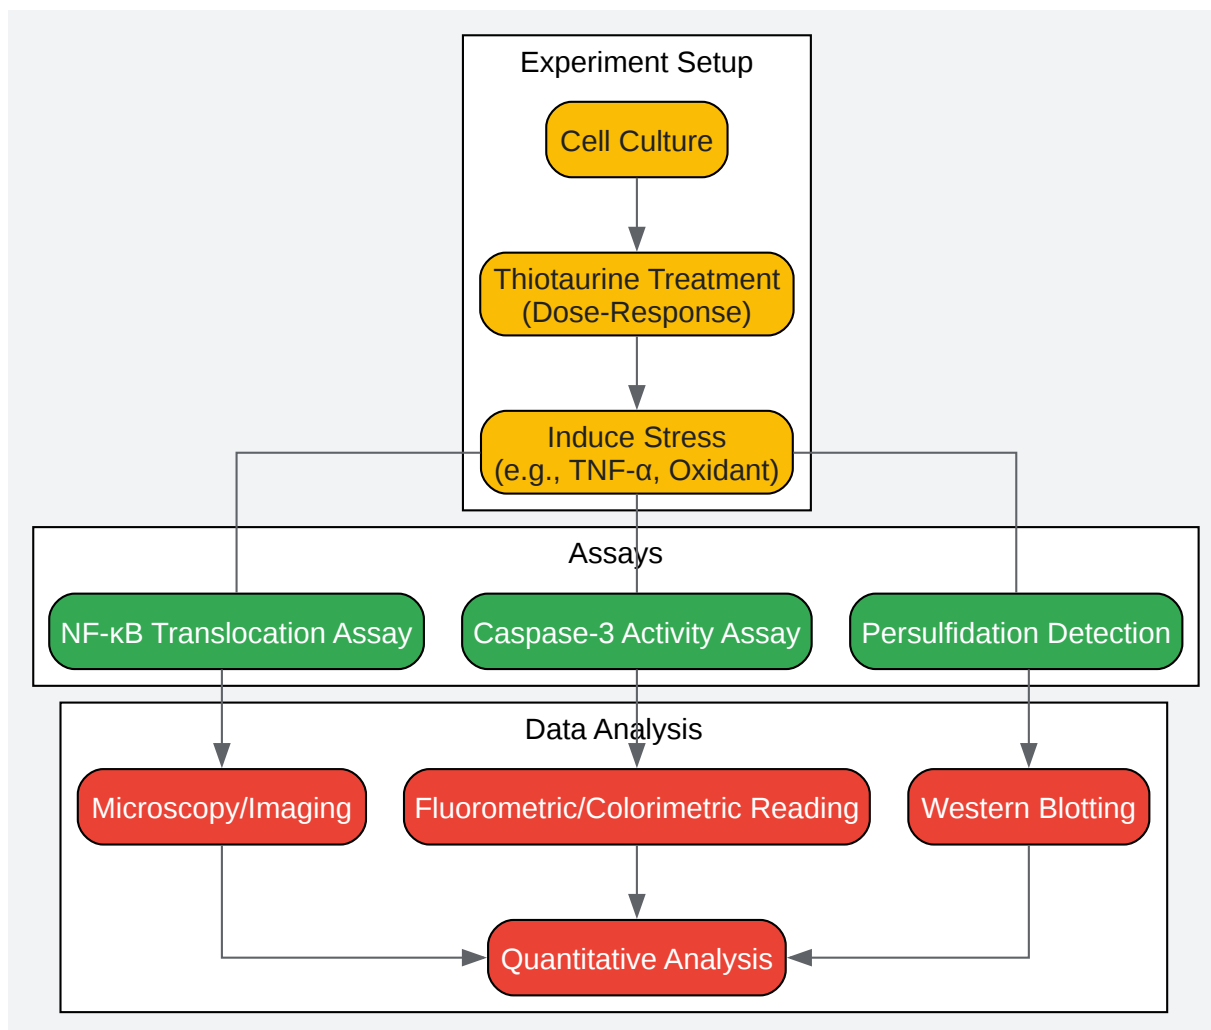 Experiment Setup
Cell Culture
Thiotaurine Treatment
(Dose-Response)
Induce Stress
(e.g., TNF-α, Oxidant)
Assays
NF-κB Translocation Assay
Caspase-3 Activity Assay
Persulfidation Detection
Data Analysis
Microscopy/Imaging
Fluorometric/Colorimetric Reading
Western Blotting
Quantitative Analysis